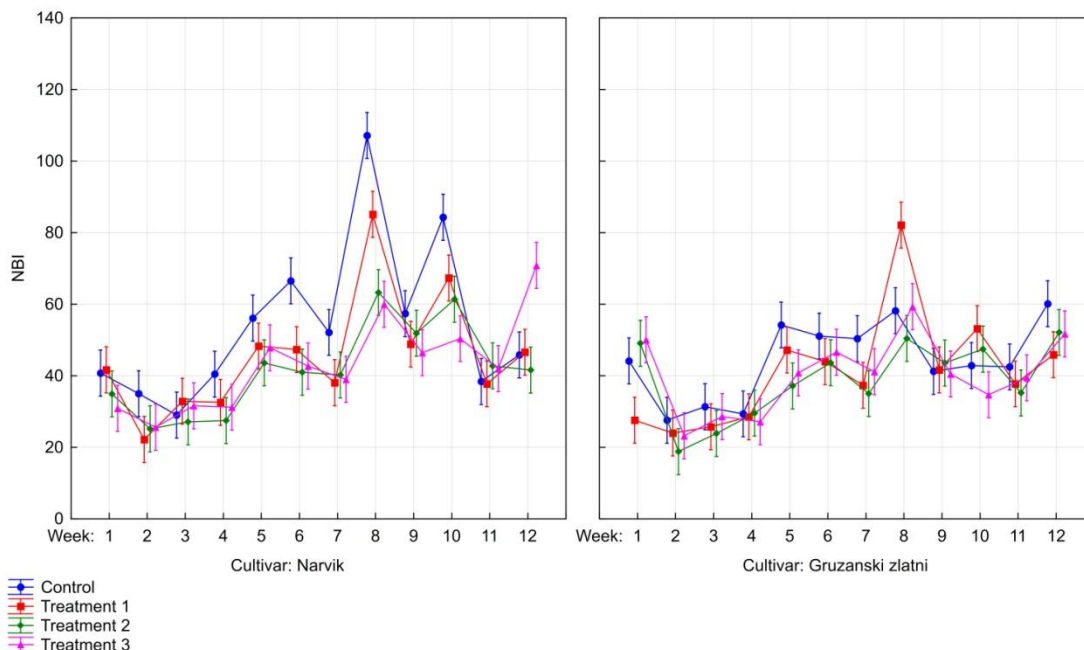 140
120
100
80
60
40
20
0
NBI
Week: 1 2 3 4 5 6 7 8 9 10 11 12
Cultivar: Narvik
Week: 1 2 3 4 5 6 7 8 9 10 11 12
Cultivar: Gruzanski zlatni
Control
Treatment 1
Treatment 2
Treatment 3